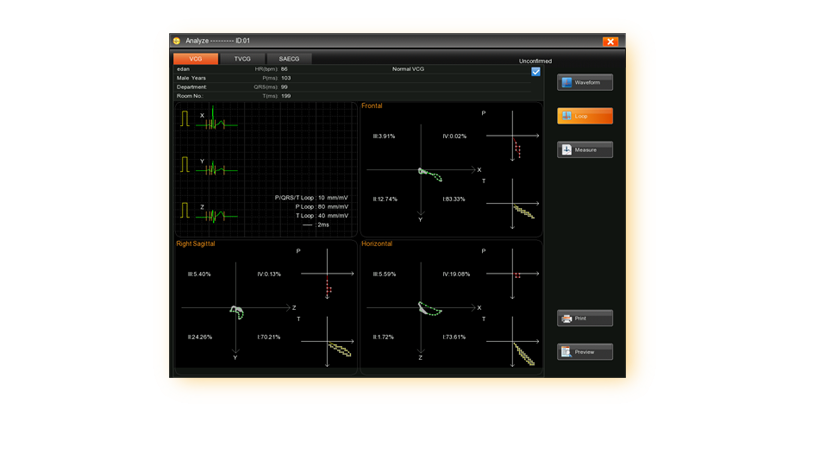 Analyze --------- ID:01
VCG TVCG SAECG
Unconfirmed
edan HR(bpm): 66 Normal VCG
Male Years P(ms): 103
Department: QRS(ms): 99
Room No.: T(ms): 199
Waveform
Loop
Measure
Print
Preview
X
Y
Z
P/QRS/T Loop : 10 mm/mV
P Loop : 80 mm/mV
T Loop : 40 mm/mV
— : 2ms
Frontal
P
III:3.91% IV:0.02%
X
T
II:12.74% I:83.33%
Y
Right Sagittal
P
III:5.40% IV:0.13%
Z
T
II:24.26% I:70.21%
Y
Horizontal
P
III:5.59% IV:19.08%
X
T
II:1.72% I:73.61%
Z